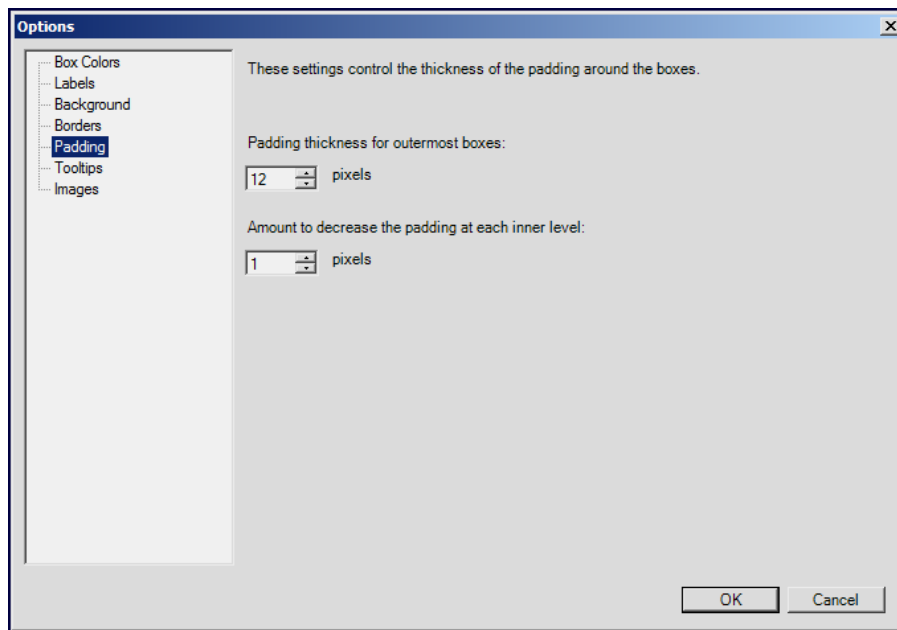 Options
Box Colors
Labels
Background
Borders
Padding
Tooltips
Images
These settings control the thickness of the padding around the boxes.
Padding thickness for outermost boxes:
12 pixels
Amount to decrease the padding at each inner level:
1 pixels
OK Cancel